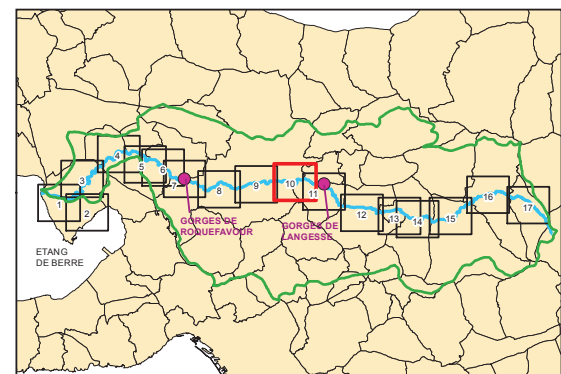 1
2
3
4
5
6
7
8
9
10
11
12
13
14
15
16
17
GORGES DE
ROQUEFAVOUR
GORGES DE
LANGESSE
ETANG
DE BERRE